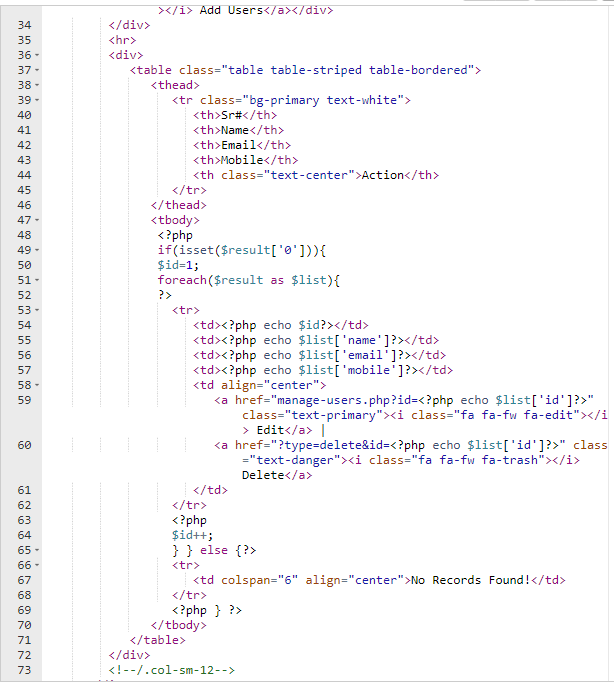 ></i> Add Users</a></div>
34 </div>
35 <hr>
36 <div>
37 <table class="table table-striped table-bordered">
38 <thead>
39 <tr class="bg-primary text-white">
40 <th>Sr#</th>
41 <th>Name</th>
42 <th>Email</th>
43 <th>Mobile</th>
44 <th class="text-center">Action</th>
45 </tr>
46 </thead>
47 <tbody>
48 <?php
49 if(isset($result['0'])){
50 $id=1;
51 foreach($result as $list){
52 ?>
53 <tr>
54 <td><?php echo $id?></td>
55 <td><?php echo $list['name']?></td>
56 <td><?php echo $list['email']?></td>
57 <td><?php echo $list['mobile']?></td>
58 <td align="center">
59 <a href="manage-users.php?id=<?php echo $list['id']?>"
class="text-primary"><i class="fa fa-fw fa-edit"></i
> Edit</a> |
60 <a href="?type=delete&id=<?php echo $list['id']?>" class
="text-danger"><i class="fa fa-fw fa-trash"></i>
Delete</a>
61 </td>
62 </tr>
63 <?php
64 $id++;
65 } } else {?>
66 <tr>
67 <td colspan="6" align="center">No Records Found!</td>
68 </tr>
69 <?php } ?>
70 </tbody>
71 </table>
72 </div>
73 <!--/.col-sm-12-->